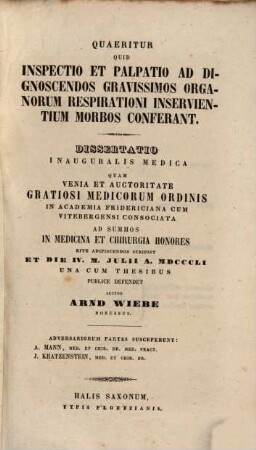 QUAERITUR
QUID
INSPECTIO ET PALPATIO AD DI-
GNOSCENDOS GRAVISSIMOS ORGA-
NORUM RESPIRATIONI INSERVIEN-
TIUM MORBOS CONFERANT.
DISSERTATIO
INAUGURALIS MEDICA
QUAM
VENIA ET AUCTORITATE
GRATIOSI MEDICORUM ORDINIS
IN ACADEMIA FRIDERICIANA CUM
VITEBERGENSI CONSOCIATA
AD SUMMOS
IN MEDICINA ET CHIRURGIA HONORES
RITE ADIPISCENDOS SCRIPSIT
ET DIE IV. M. JULII A. MDCCCLI
UNA CUM THESIBUS
PUBLICE DEFENDET
AUCTOR
ARND WIEBE
BORUSSUS.
ADVERSARIORUM PARTES SUSCEPERUNT:
A. MANN, MED. ET CHIR. DR. MED. PRACT.
J. KRATZENSTEIN, MED. ET CHIR. DR.
HALIS SAXONUM,
TYPIS PLOETZIANIS.